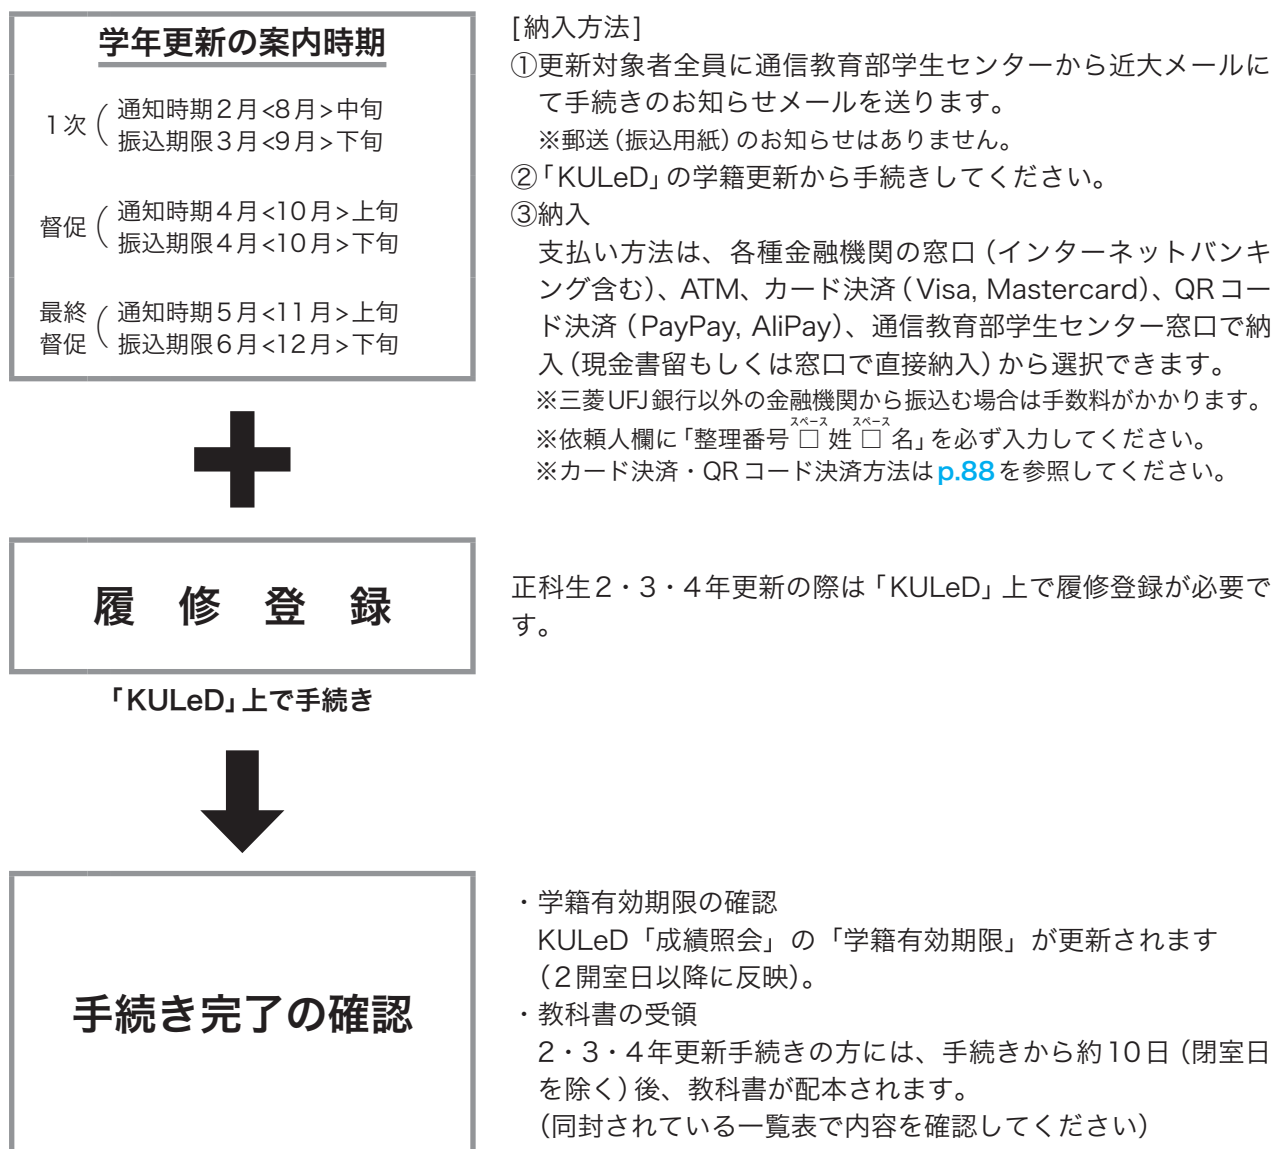 学年更新の案内時期
1次 通知時期2月<8月>中旬
振込期限3月<9月>下旬
督促 通知時期4月<10月>上旬
振込期限4月<10月>下旬
最終 通知時期5月<11月>上旬
督促 振込期限6月<12月>下旬
[納入方法]
①更新対象者全員に通信教育部学生センターから近大メールに
て手続きのお知らせメールを送ります。
※郵送(振込用紙)のお知らせはありません。
②「KULeD」の学籍更新から手続きしてください。
③納入
支払い方法は、各種金融機関の窓口(インターネットバンキ
ング含む)、ATM、カード決済(Visa, Mastercard)、QRコー
ド決済(PayPay, AliPay)、通信教育部学生センター窓口で納
入(現金書留もしくは窓口で直接納入)から選択できます。
※三菱UFJ銀行以外の金融機関から振込む場合は手数料がかかります。
スペース スペース
※依頼人欄に「整理番号□姓□名」を必ず入力してください。
※カード決済・QRコード決済方法はp.88を参照してください。
履 修 登 録
「KULeD」上で手続き
正科生2・3・4年更新の際は「KULeD」上で履修登録が必要で
す。
手続き完了の確認
・学籍有効期限の確認
KULeD「成績照会」の「学籍有効期限」が更新されます
(2開室日以降に反映)。
・教科書の受領
2・3・4年更新手続きの方には、手続きから約10日(閉室日
を除く)後、教科書が配本されます。
(同封されている一覧表で内容を確認してください)